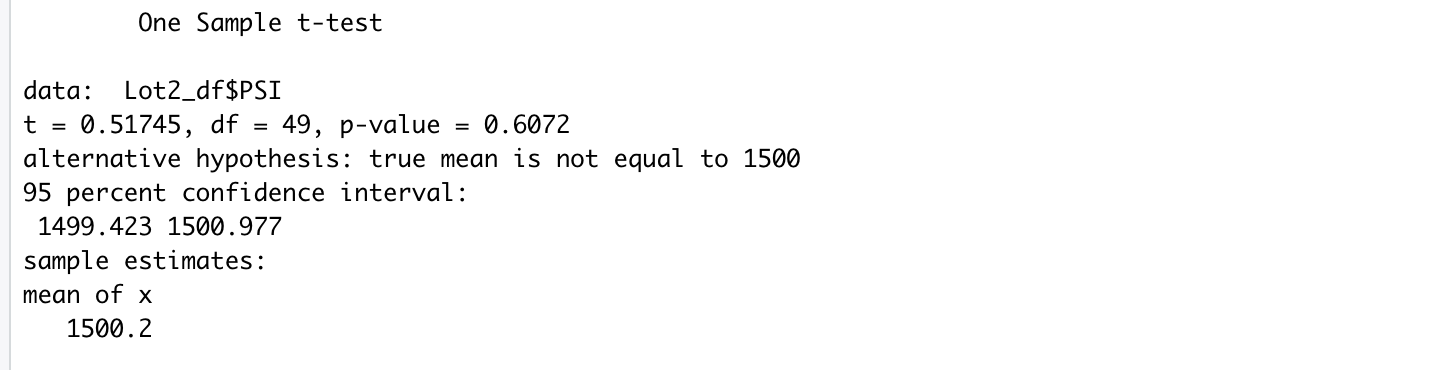 One Sample t-test
data:  Lot2_df$PSI
t = 0.51745, df = 49, p-value = 0.6072
alternative hypothesis: true mean is not equal to 1500
95 percent confidence interval:
 1499.423 1500.977
sample estimates:
mean of x
   1500.2